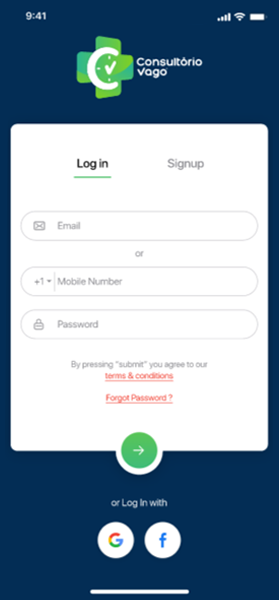 9:41
Consultório
Vago
Log in
Signup
Email
or
+1
Mobile Number
Password
By pressing "submit" you agree to our
terms & conditions
Forgot Password ?
or Log In with